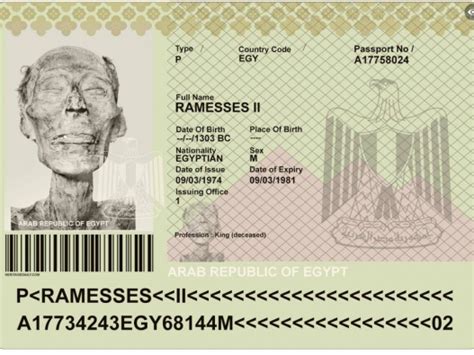 Type /
P
Country Code /
EGY
Passport No /
A17758024
Full Name
RAMESSES II
Date Of Birth
--/--/1303 BC
Place Of Birth
--/--/--
Nationality
EGYPTIAN
Sex
M
Date of Issue
09/03/1974
Date of Expiry
09/03/1981
Issuing Office
1
Profession : King (deceased)
ARAB REPUBLIC OF EGYPT
ARAB REPUBLIC OF EGYPT
P<RAMESSES<<II<<<<<<<<<<<<<<<<<<<<<<<
A17734243EGY68144M<<<<<<<<<<<<<<02